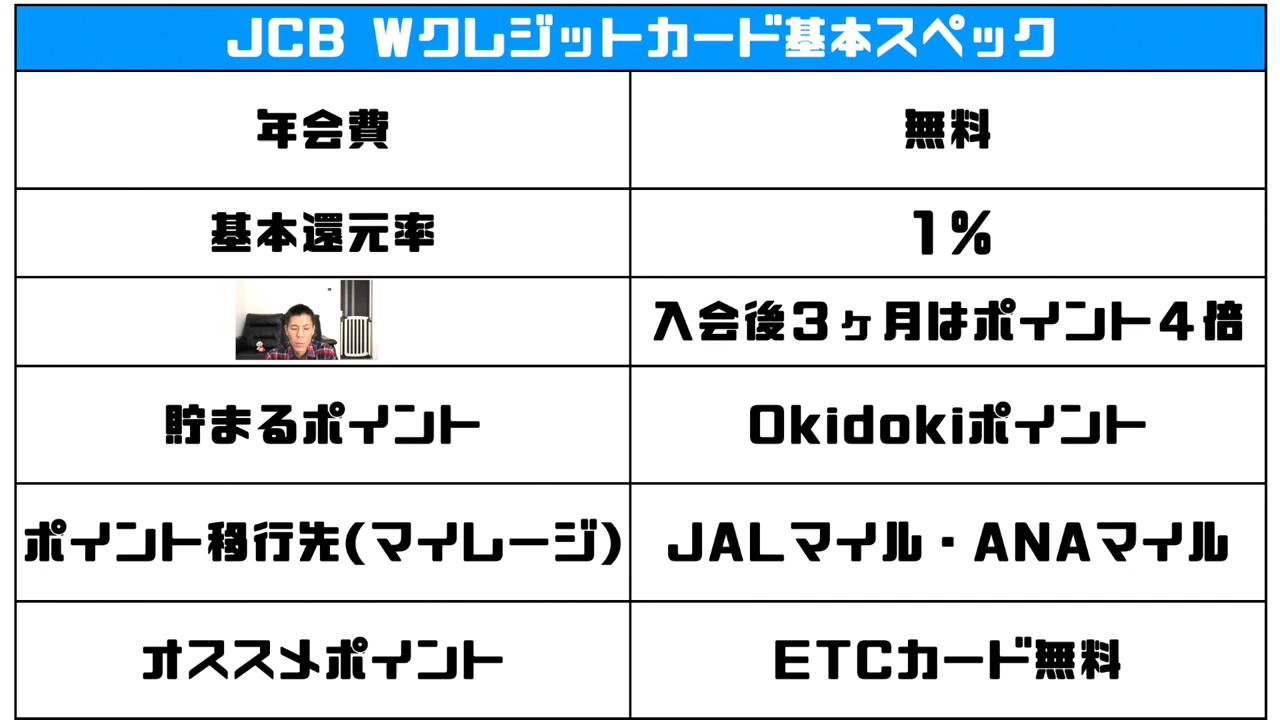 JCB Wクレジットカード基本スペック
年会費
無料
基本還元率
1%
入会後3ヶ月はポイント4倍
貯まるポイント
Okidokiポイント
ポイント移行先(マイレージ)
JALマイル・ANAマイル
オススメポイント
ETCカード無料